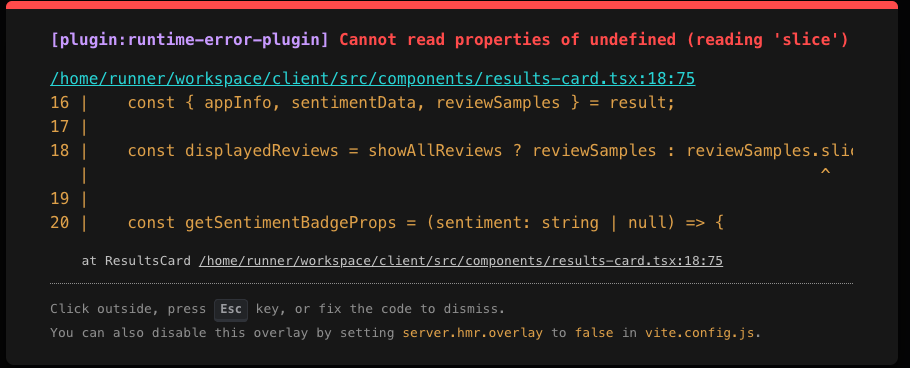 [plugin:runtime-error-plugin] Cannot read properties of undefined (reading 'slice')
/home/runner/workspace/client/src/components/results-card.tsx:18:75
16 |    const { appInfo, sentimentData, reviewSamples } = result;
17 |
18 |    const displayedReviews = showAllReviews ? reviewSamples : reviewSamples.slic
   |                                                                            ^
19 |
20 |    const getSentimentBadgeProps = (sentiment: string | null) => {
at ResultsCard /home/runner/workspace/client/src/components/results-card.tsx:18:75
Click outside, press Esc key, or fix the code to dismiss.
You can also disable this overlay by setting server.hmr.overlay to false in vite.config.js.